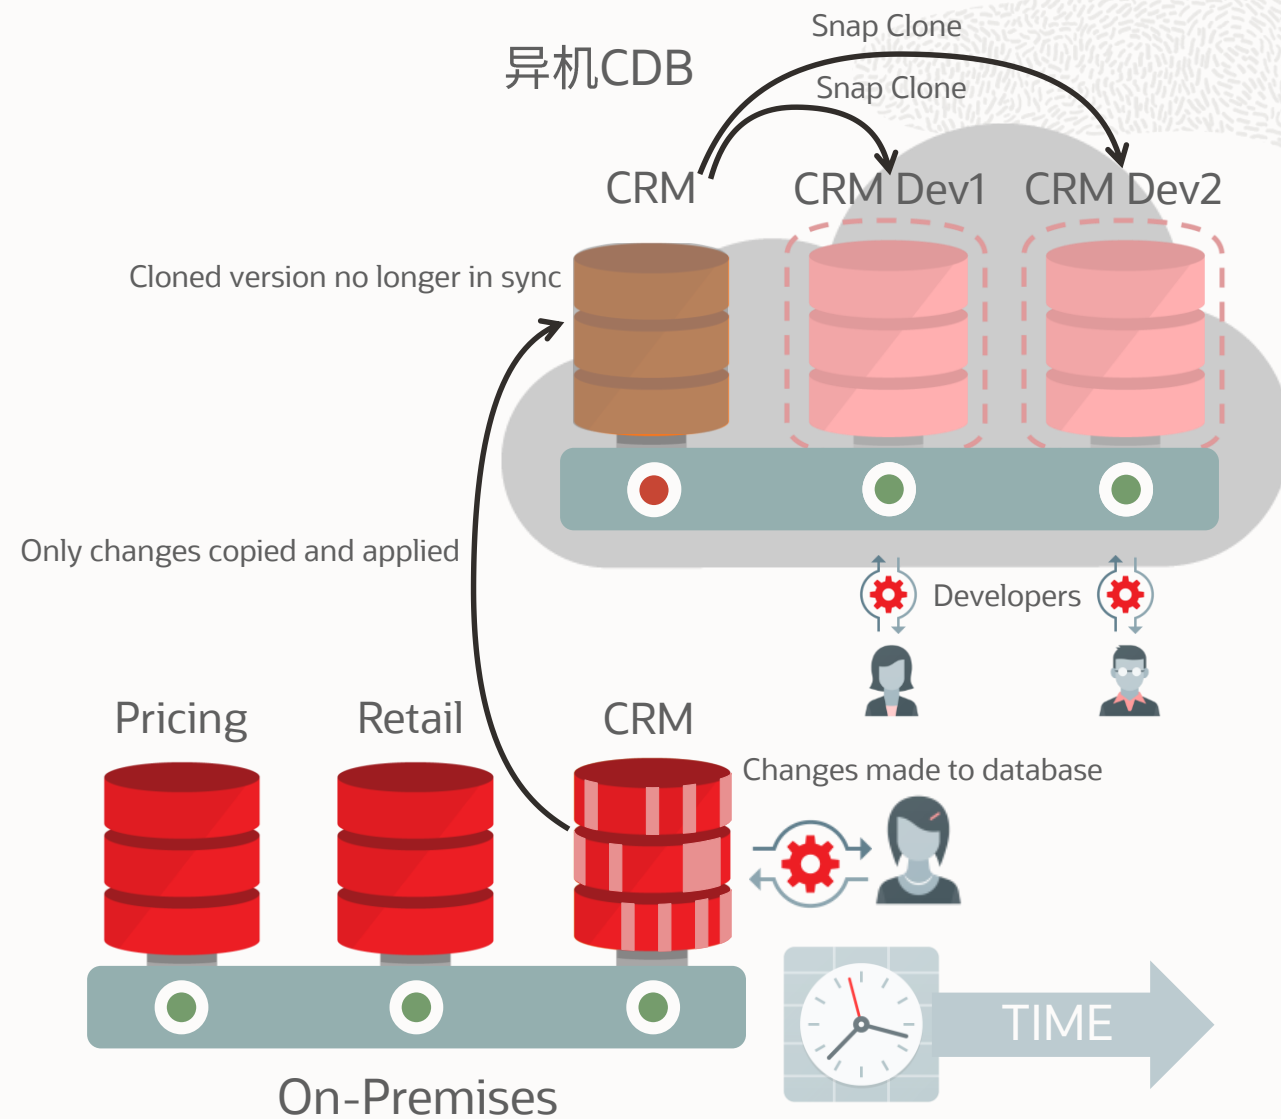 Snap Clone
异机CDB
Snap Clone
CRM
CRM Dev1
CRM Dev2
Cloned version no longer in sync
Only changes copied and applied
Developers
Pricing
Retail
CRM
Changes made to database
TIME
On-Premises